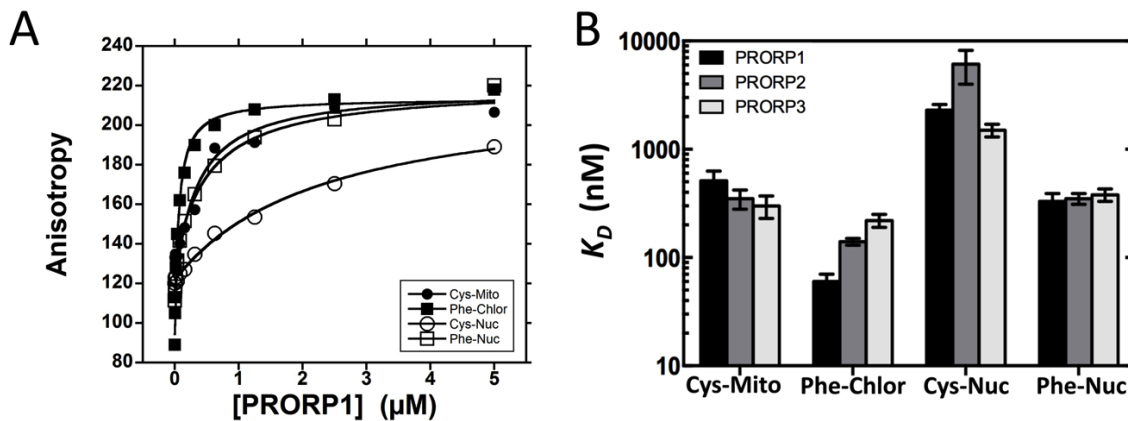 A
240
220
200
180
160
140
120
100
80
Anisotropy
0
1
2
3
4
5
[PRORP1] (µM)
Cys-Mito
Phe-Chlor
Cys-Nuc
Phe-Nuc
B
10000
1000
100
10
K_D (nM)
PRORP1
PRORP2
PRORP3
Cys-Mito
Phe-Chlor
Cys-Nuc
Phe-Nuc